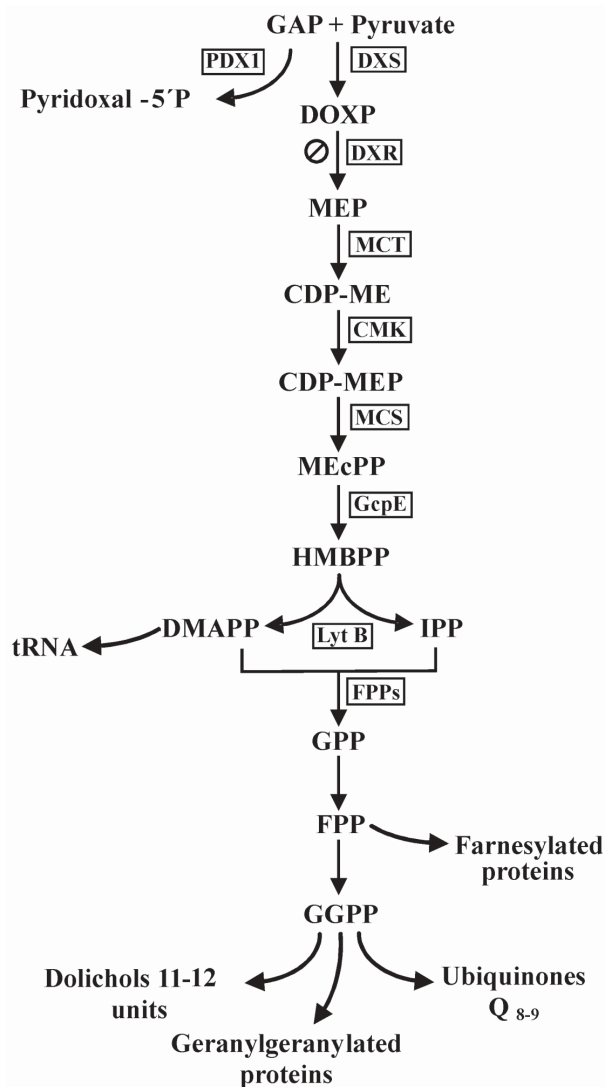 GAP + Pyruvate
PDX1
DXS
Pyridoxal -5´P
DOXP
DXR
MEP
MCT
CDP-ME
CMK
CDP-MEP
MCS
MEcPP
GcpE
HMBPP
DMAPP
IPP
Lyt B
tRNA
FPPs
GPP
FPP
Farnesylated
proteins
GGPP
Dolichols 11-12
units
Ubiquinones
Q 8-9
Geranylgeranylated
proteins